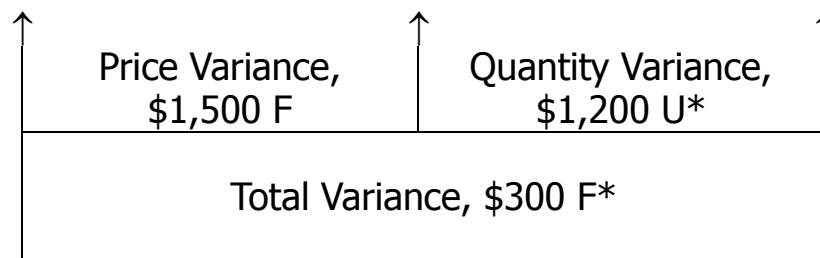 Price Variance,
$1,500 F
Quantity Variance,
$1,200 U*
Total Variance, $300 F*